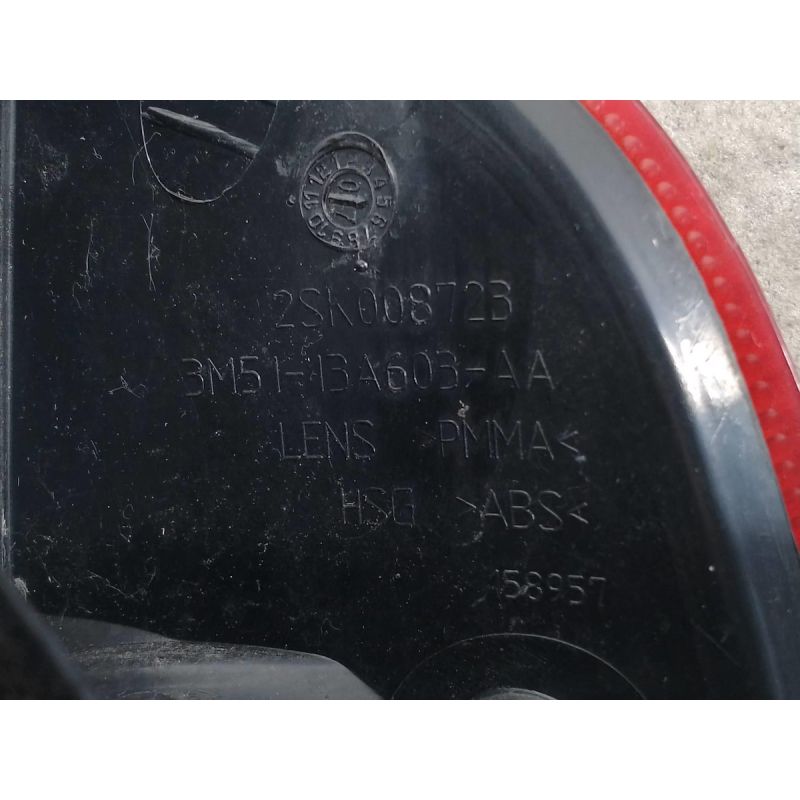 2SK00872B
3M51-13A603-AA
LENS >PMMA<
HSG >ABS<
158957